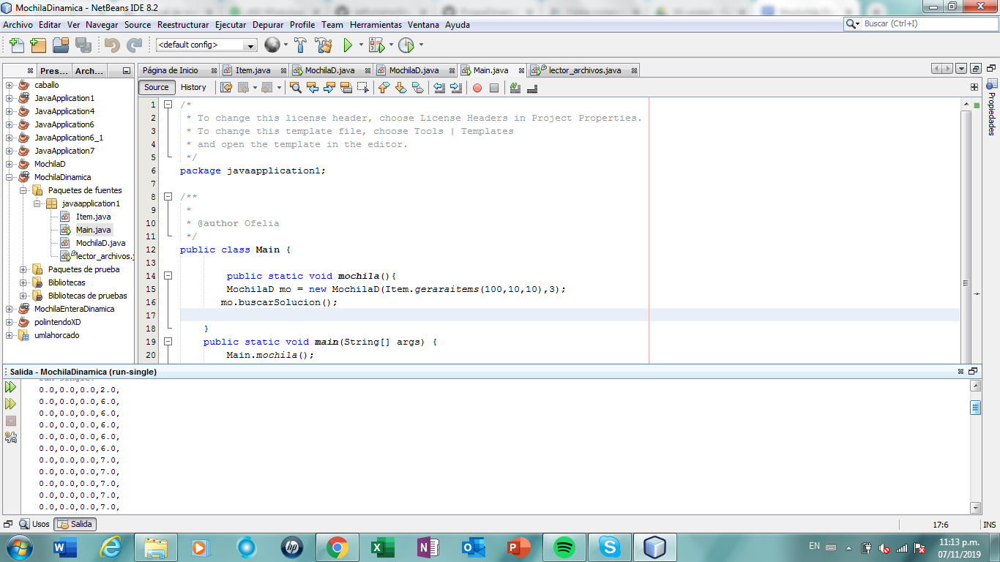 MochilaDinamica - NetBeans IDE 8.2
Archivo Editar Ver Navegar Source Reestructurar Ejecutar Depurar Profile Team Herramientas Ventana Ayuda
Buscar (Ctrl+I)
<default config>
Pres... Arch...
Página de Inicio Item.java MochilaD.java MochilaD.java Main.java lector_archivos.java
Source History
caballo
JavaApplication1
JavaApplication4
JavaApplication6
JavaApplication6_1
JavaApplication7
MochilaD
MochilaDinamica
Paquetes de fuentes
javaapplication1
Item.java
Main.java
MochilaD.java
lector_archivos.j
Paquetes de prueba
Bibliotecas
Bibliotecas de pruebas
MochilaEnteraDinamica
polintendoXD
umlahorcado
1 /*
2 * To change this license header, choose License Headers in Project Properties.
3 * To change this template file, choose Tools | Templates
4 * and open the template in the editor.
5 */
6 package javaapplication1;
7
8 /**
9 *
10 * @author Ofelia
11 */
12 public class Main {
13
14 public static void mochila(){
15 MochilaD mo = new MochilaD(Item.geraraitems(100,10,10),3);
16 mo.buscarSolucion();
17
18 }
19 public static void main(String[] args) {
20 Main.mochila();
Propiedades
Salida - MochilaDinamica (run-single)
run-single:
0.0,0.0,0.0,2.0,
0.0,0.0,0.0,6.0,
0.0,0.0,0.0,6.0,
0.0,0.0,0.0,6.0,
0.0,0.0,0.0,6.0,
0.0,0.0,0.0,6.0,
0.0,0.0,0.0,7.0,
0.0,0.0,0.0,7.0,
0.0,0.0,0.0,7.0,
0.0,0.0,0.0,7.0,
0.0,0.0,0.0,7.0,
Usos Salida
17:6 INS
EN
11:13 p.m.
07/11/2019